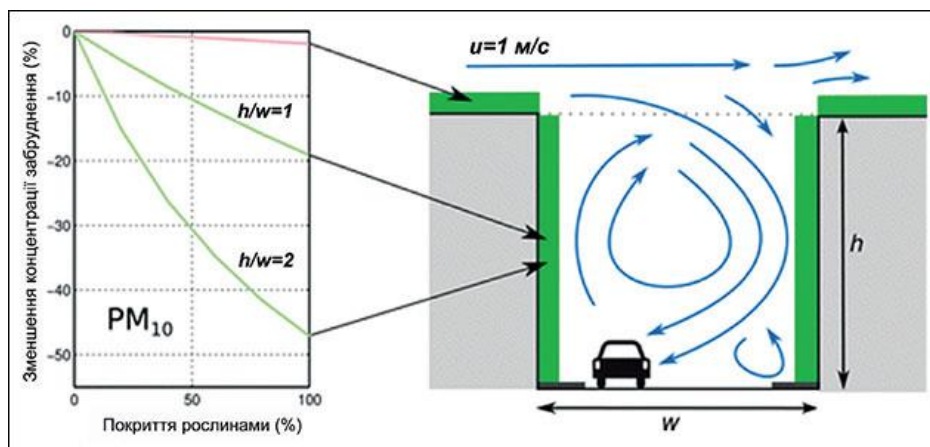 Зменшення концентрації забруднення (%)
0
−10
−20
−30
−40
−50
h/w=1
h/w=2
PM10
0
50
100
Покриття рослинами (%)
u=1 м/с
h
w